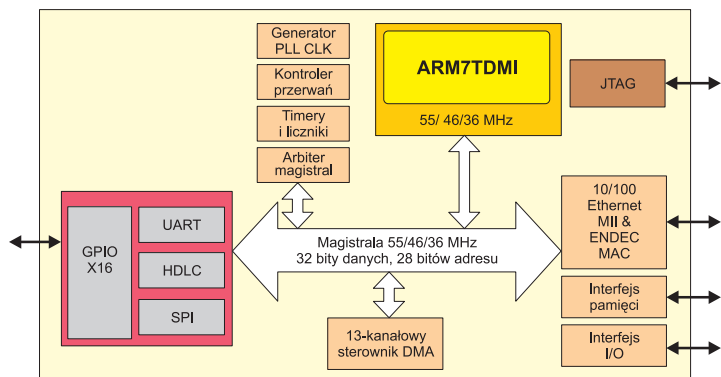 Generator
PLL CLK
Kontroler
przerwań
Timery
i liczniki
Arbiter
magistral
ARM7TDMI
55/ 46/36 MHz
JTAG
GPIO
X16
UART
HDLC
SPI
Magistrala 55/46/36 MHz
32 bity danych, 28 bitów adresu
10/100
Ethernet
MII &
ENDEC
MAC
Interfejs
pamięci
Interfejs
I/O
13-kanałowy
sterownik DMA